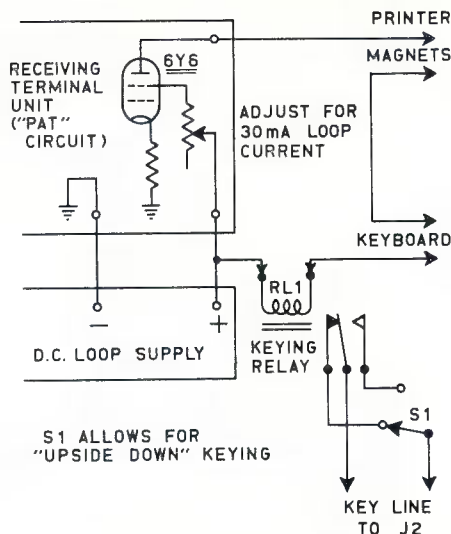 PRINTER
MAGNETS
6Y6
RECEIVING
TERMINAL
UNIT
("PAT"
CIRCUIT)
ADJUST FOR
30mA LOOP
CURRENT
KEYBOARD
RL1
− +
D.C. LOOP SUPPLY
KEYING
RELAY
S1
S1 ALLOWS FOR
"UPSIDE DOWN" KEYING
KEY LINE
TO J2